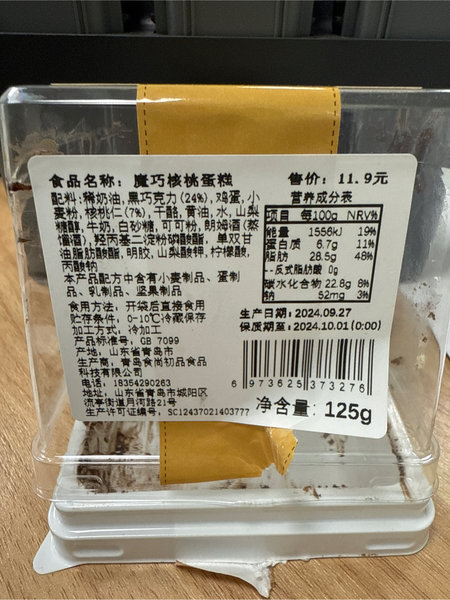 食品名称: 魔巧核桃蛋糕
售价: 11.9元
配料:稀奶油,黑巧克力(24%),鸡蛋,小
麦粉,核桃仁(7%),干酪,黄油,水,山梨
糖醇,牛奶,白砂糖,可可粉,朗姆酒(蒸
馏酒),羟丙基二淀粉磷酸酯,单双甘
油脂肪酸酯,明胶,山梨酸钾,柠檬酸,
丙酸钠
本产品配方中含有小麦制品、蛋制
品、乳制品、坚果制品
食用方法: 开袋后直接食用
贮存条件: 0-10℃冷藏保存
加工方式: 冷加工
产品标准号: GB 7099
产地: 山东省青岛市
生产商: 青岛食尚初品食品
科技有限公司
电话: 18354290263
地址: 山东省青岛市城阳区
流亭街道月河路21号
生产许可证编号: SC12437021403777
营养成分表
项目 每100g NRV%
能量 1556kJ 19%
蛋白质 6.7g 11%
脂肪 28.5g 48%
--反式脂肪酸 0g
碳水化合物 22.8g 8%
钠 52mg 3%
生产日期:2024.09.27
保质期至:2024.10.01(0:00)
6 973625 373276
净含量: 125g